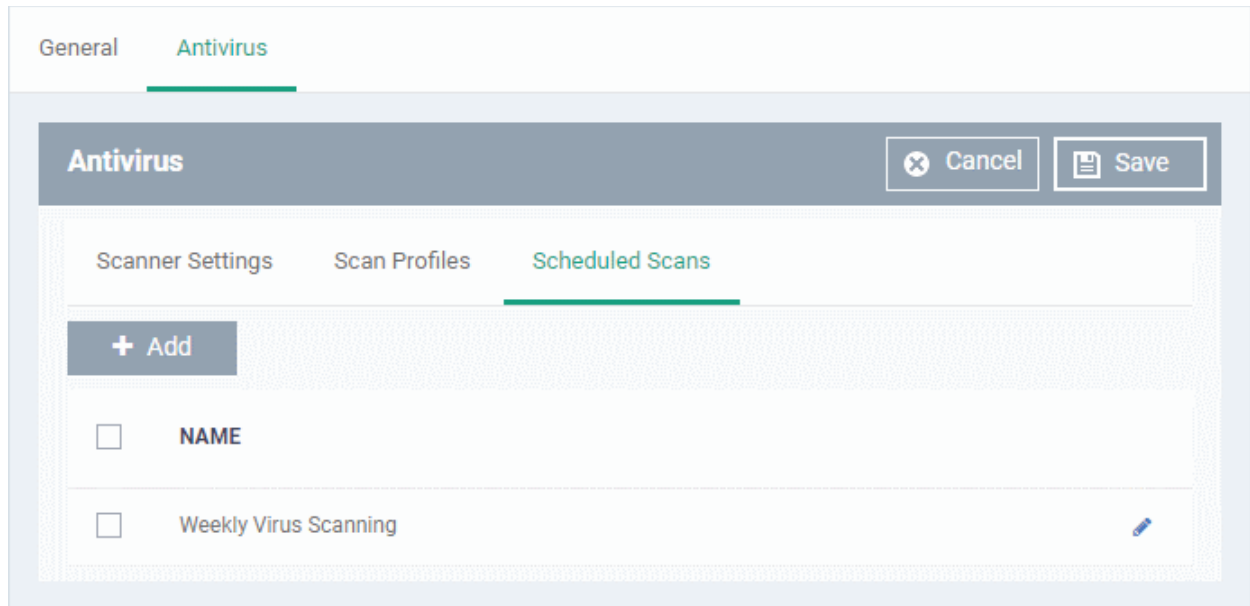 General Antivirus
Antivirus Cancel Save
Scanner Settings Scan Profiles Scheduled Scans
+ Add
NAME
Weekly Virus Scanning